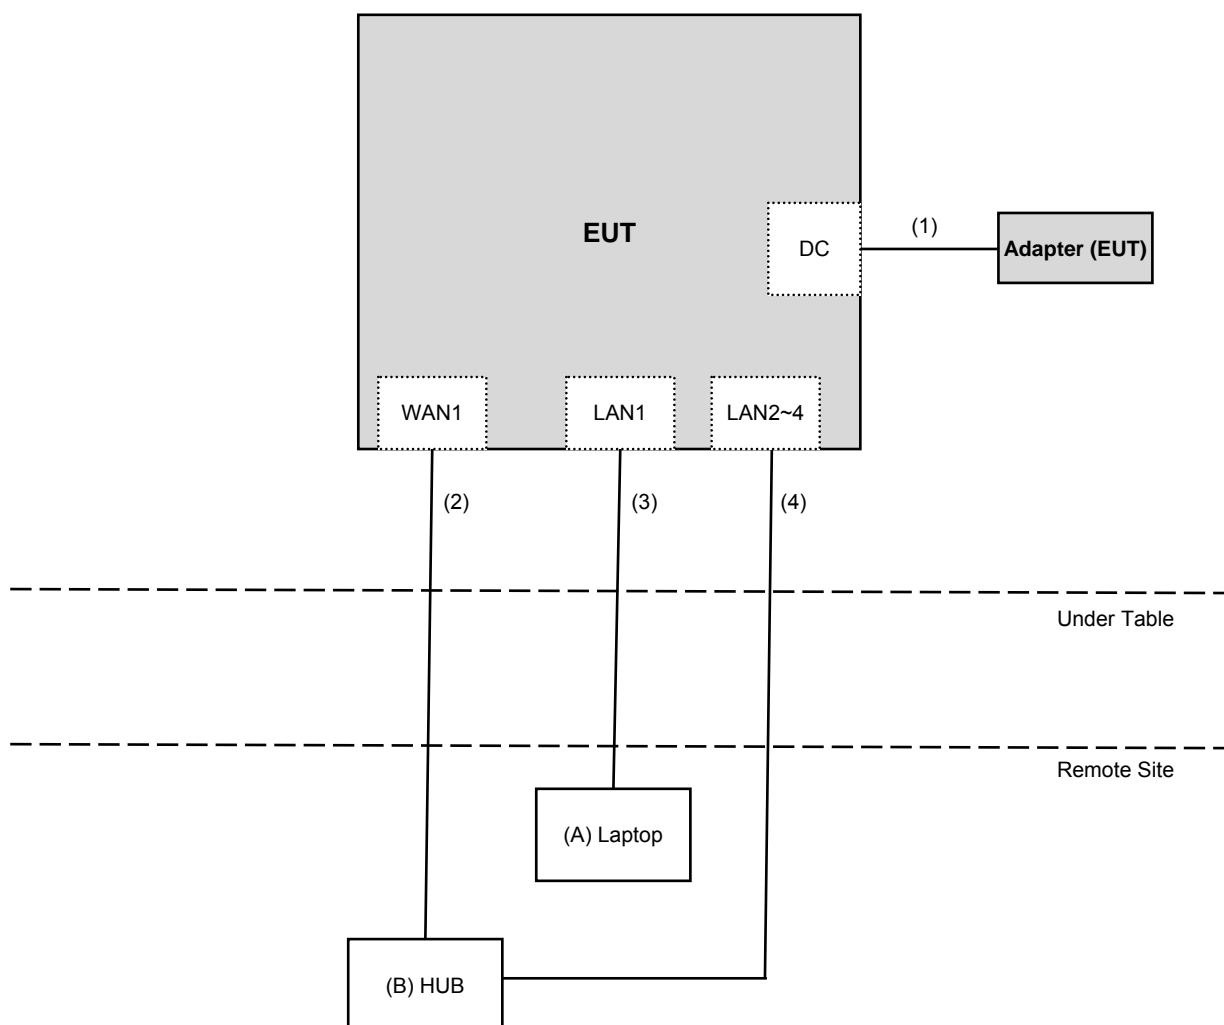 EUT
DC
(1)
Adapter (EUT)
WAN1
LAN1
LAN2~4
(2)
(3)
(4)
Under Table
Remote Site
(A) Laptop
(B) HUB